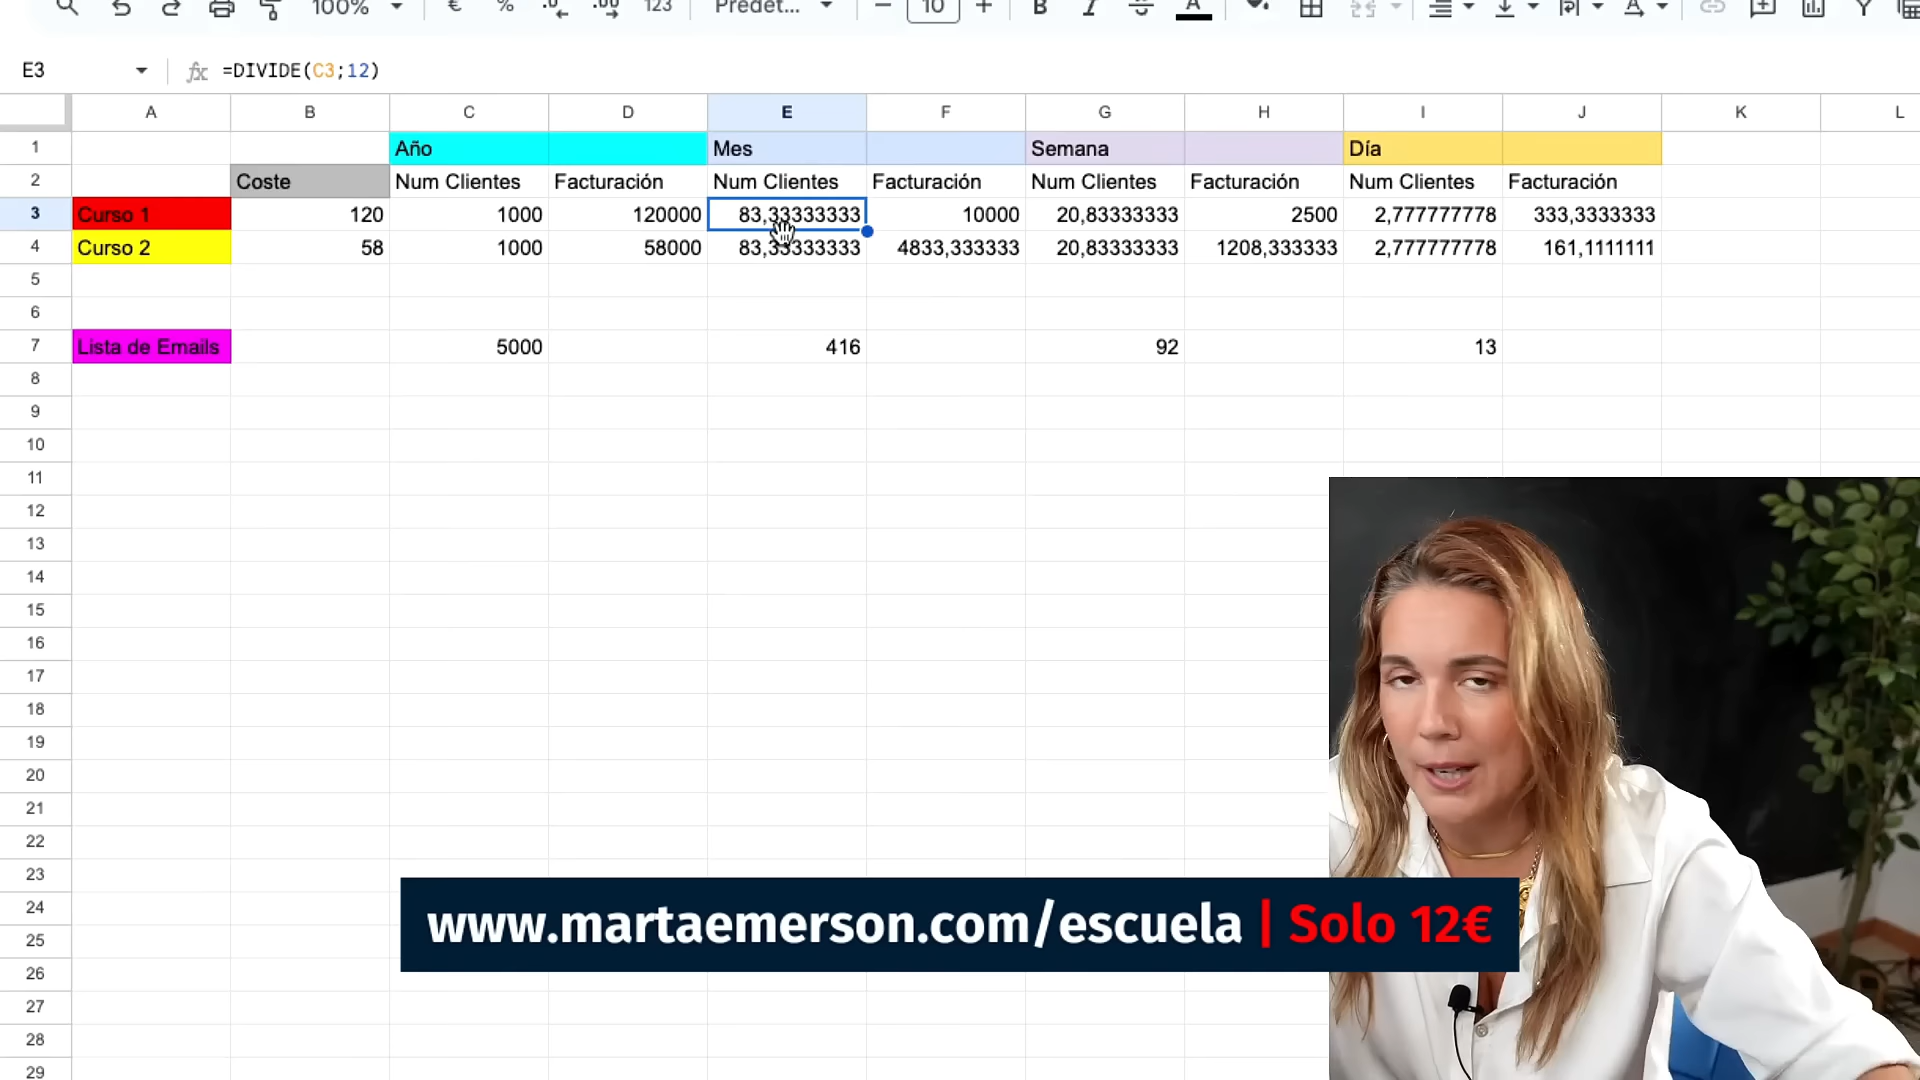 100% € % .0 .00 123 Predet... 10 B I A
E3 fx =DIVIDE(C3;12)
A B C D E F G H I J K L
1 Año Mes Semana Día
2 Coste Num Clientes Facturación Num Clientes Facturación Num Clientes Facturación Num Clientes Facturación
3 Curso 1 120 1000 120000 83,33333333 10000 20,83333333 2500 2,777777778 333,3333333
4 Curso 2 58 1000 58000 83,33333333 4833,333333 20,83333333 1208,333333 2,777777778 161,1111111
5
6
7 Lista de Emails 5000 416 92 13
8
9
10
11
12
13
14
15
16
17
18
19
20
21
22
23
24
25
26
27
28
29
www.martaemerson.com/escuela | Solo 12€